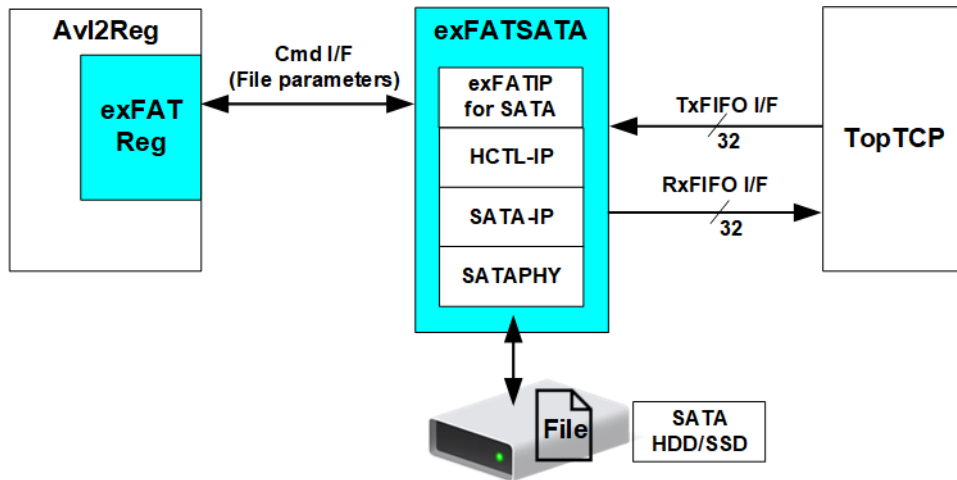 Avl2Reg
exFAT
Reg
Cmd I/F
(File parameters)
exFATSATA
exFATIP
for SATA
HCTL-IP
SATA-IP
SATAPHY
TxFIFO I/F
32
RxFIFO I/F
32
TopTCP
File
SATA
HDD/SSD